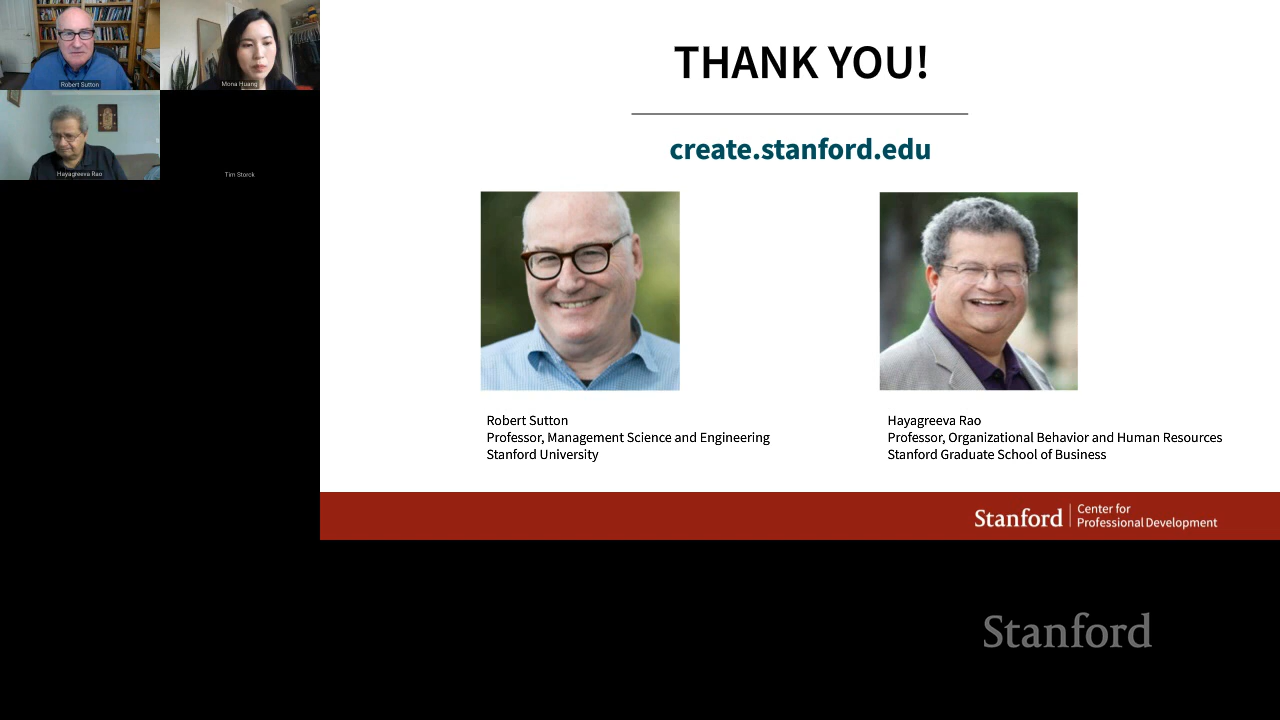 Robert Sutton
Mona Huang
Hayagreeva Rao
Tim Storck
THANK YOU!
create.stanford.edu
Robert Sutton
Professor, Management Science and Engineering
Stanford University
Hayagreeva Rao
Professor, Organizational Behavior and Human Resources
Stanford Graduate School of Business
Stanford
Center for
Professional Development
Stanford